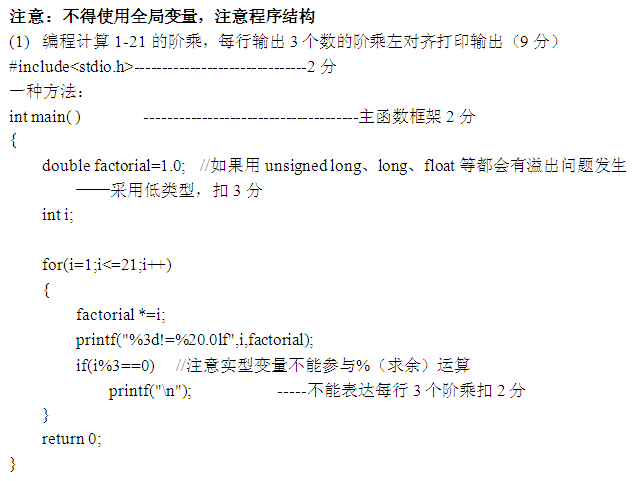 注意：不得使用全局变量，注意程序结构
(1) 编程计算 1-21 的阶乘，每行输出 3 个数的阶乘左对齐打印输出（9 分）
#include<stdio.h>-----------------------------2 分
一种方法：
int main( ) ------------------------------------主函数框架 2 分
{
double factorial=1.0; //如果用 unsigned long、long、float 等都会有溢出问题发生
——采用低类型，扣 3 分
int i;
for(i=1;i<=21;i++)
{
factorial *=i;
printf("%3d!=%20.0lf",i,factorial);
if(i%3==0) //注意实型变量不能参与%（求余）运算
printf("\n"); -----不能表达每行 3 个阶乘扣 2 分
}
return 0;
}